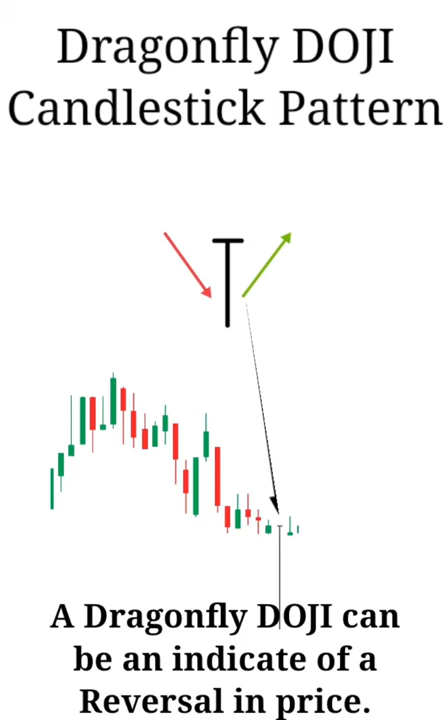 Dragonfly DOJI
Candlestick Pattern
A Dragonfly DOJI can
be an indicate of a
Reversal in price.